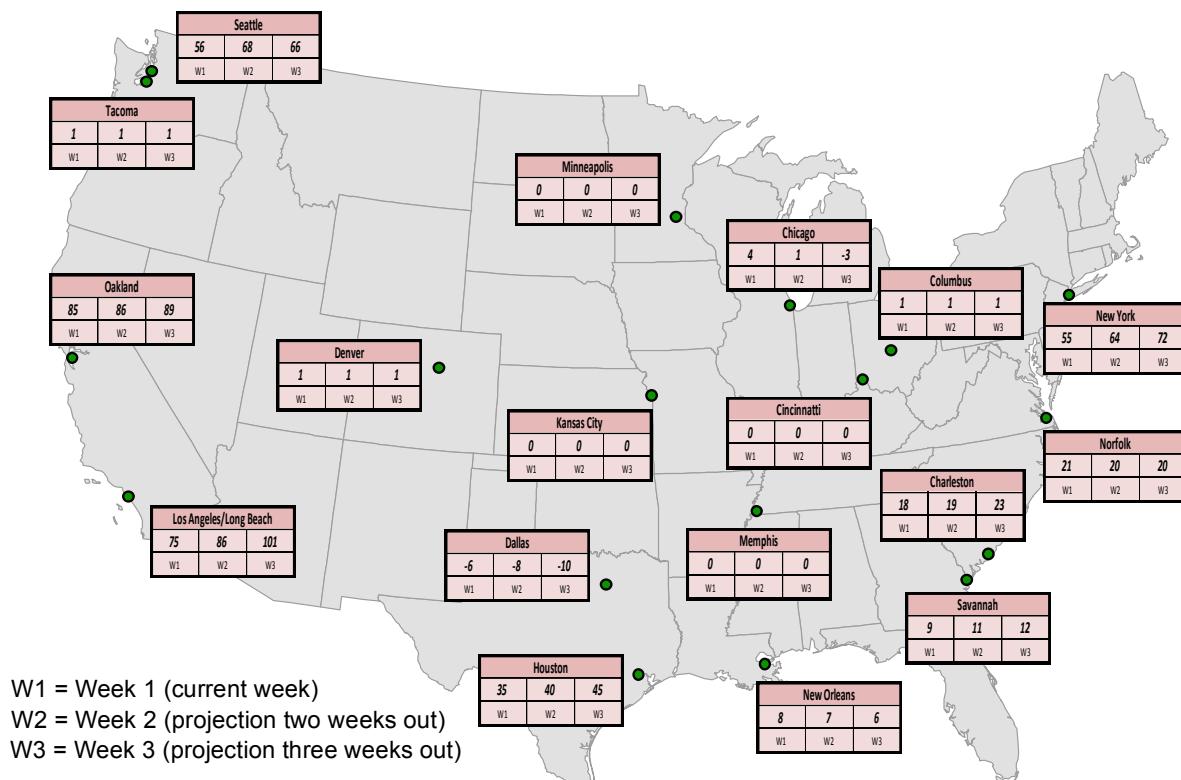 Seattle
56 68 66
W1 W2 W3
Tacoma
1 1 1
W1 W2 W3
Minneapolis
0 0 0
W1 W2 W3
Chicago
4 1 -3
W1 W2 W3
Columbus
1 1 1
W1 W2 W3
Oakland
85 86 89
W1 W2 W3
New York
55 64 72
W1 W2 W3
Denver
1 1 1
W1 W2 W3
Kansas City
0 0 0
W1 W2 W3
Cincinnatti
0 0 0
W1 W2 W3
Norfolk
21 20 20
W1 W2 W3
Charleston
18 19 23
W1 W2 W3
Los Angeles/Long Beach
75 86 101
W1 W2 W3
Dallas
-6 -8 -10
W1 W2 W3
Memphis
0 0 0
W1 W2 W3
Savannah
9 11 12
W1 W2 W3
Houston
35 40 45
W1 W2 W3
New Orleans
8 7 6
W1 W2 W3
W1 = Week 1 (current week)
W2 = Week 2 (projection two weeks out)
W3 = Week 3 (projection three weeks out)